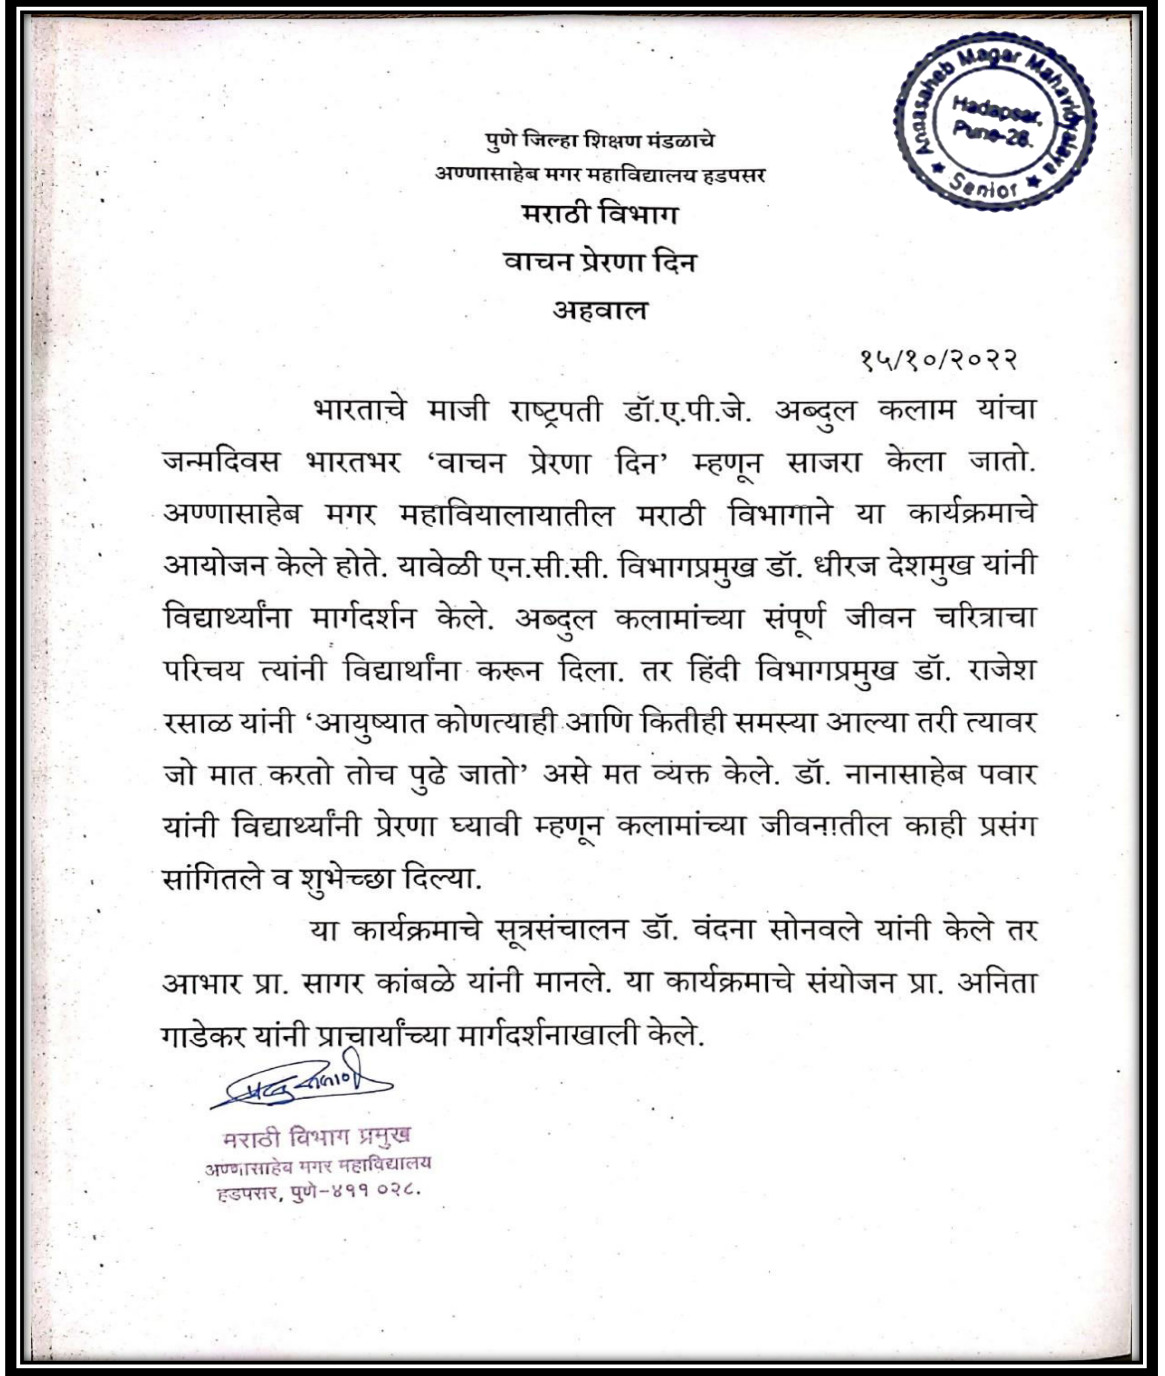 Annasaheb Magar Mahavidyalaya
Hadapsar,
Pune-28.
★ Senior ★
पुणे जिल्हा शिक्षण मंडळाचे
अण्णासाहेब मगर महाविद्यालय हडपसर
मराठी विभाग
वाचन प्रेरणा दिन
अहवाल
१५/१०/२०२२
भारताचे माजी राष्ट्रपती डॉ.ए.पी.जे. अब्दुल कलाम यांचा
जन्मदिवस भारतभर ‘वाचन प्रेरणा दिन’ म्हणून साजरा केला जातो.
अण्णासाहेब मगर महावियालायातील मराठी विभागाने या कार्यक्रमाचे
आयोजन केले होते. यावेळी एन.सी.सी. विभागप्रमुख डॉ. धीरज देशमुख यांनी
विद्यार्थ्यांना मार्गदर्शन केले. अब्दुल कलामांच्या संपूर्ण जीवन चरित्राचा
परिचय त्यांनी विद्यार्थांना करून दिला. तर हिंदी विभागप्रमुख डॉ. राजेश
रसाळ यांनी ‘आयुष्यात कोणत्याही आणि कितीही समस्या आल्या तरी त्यावर
जो मात करतो तोच पुढे जातो’ असे मत व्यक्त केले. डॉ. नानासाहेब पवार
यांनी विद्यार्थ्यांनी प्रेरणा घ्यावी म्हणून कलामांच्या जीवनातील काही प्रसंग
सांगितले व शुभेच्छा दिल्या.
या कार्यक्रमाचे सूत्रसंचालन डॉ. वंदना सोनवले यांनी केले तर
आभार प्रा. सागर कांबळे यांनी मानले. या कार्यक्रमाचे संयोजन प्रा. अनिता
गाडेकर यांनी प्राचार्यांच्या मार्गदर्शनाखाली केले.
मराठी विभाग प्रमुख
अण्णासाहेब मगर महाविद्यालय
हडपसर, पुणे-४११ ०२८.